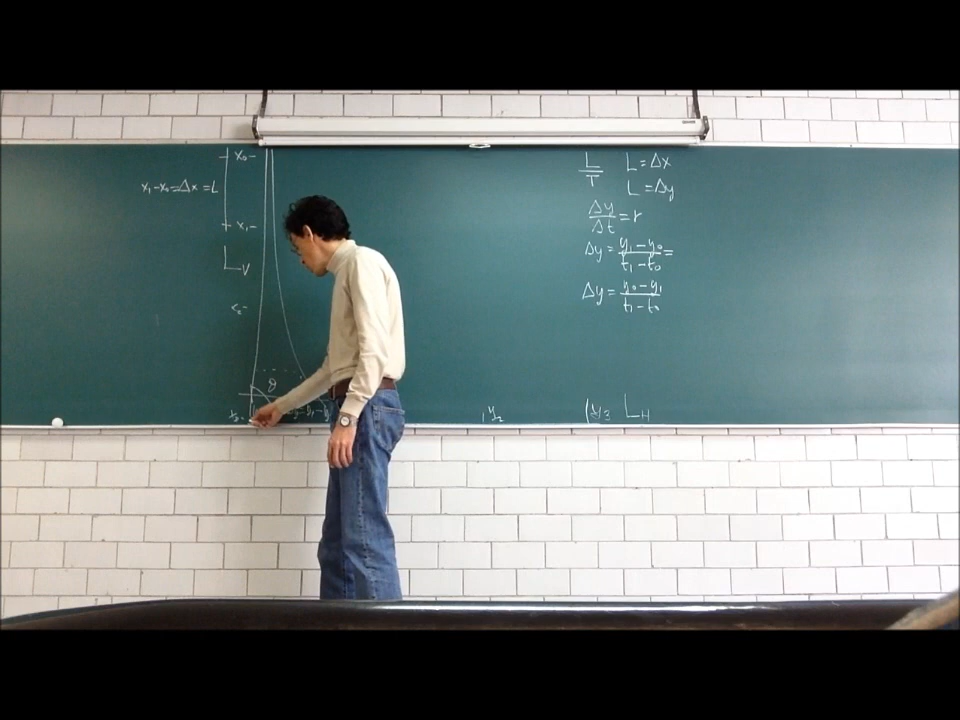 x₀
x₁-x₀=Δx=L
x₁
L_V
x₂
θ
y₂
y₃
L_H
L/T L=Δx
L=Δy
Δy/Δt=r
Δy=(y₁-y₀)/(t₁-t₀)=
Δy=(y₀-y₁)/(t₁-t₀)